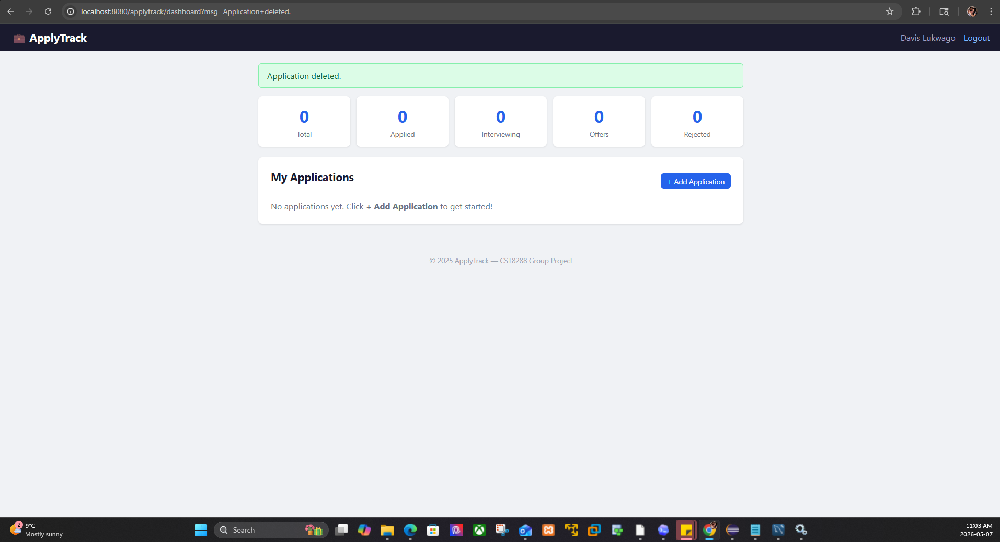 localhost:8080/applytrack/dashboard?msg=Application+deleted.
ApplyTrack
Davis Lukwago
Logout
Application deleted.
0
Total
0
Applied
0
Interviewing
0
Offers
0
Rejected
My Applications
+ Add Application
No applications yet. Click + Add Application to get started!
© 2025 ApplyTrack — CST8288 Group Project
2
9°C
Mostly sunny
Search
11:03 AM
2026-05-07